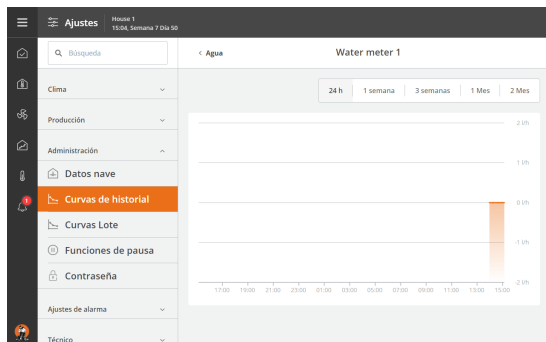 Ajustes
House 1
15:04, Semana 7 Día 50
Búsqueda
Clima
Producción
Administración
Datos nave
Curvas de historial
Curvas Lote
Funciones de pausa
Contraseña
Ajustes de alarma
Técnico
1
< Agua
Water meter 1
24 h
1 semana
3 semanas
1 Mes
2 Mes
2 l/h
1 l/h
0 l/h
-1 l/h
-2 l/h
17:00 19:00 21:00 23:00 01:00 03:00 05:00 07:00 09:00 11:00 13:00 15:00